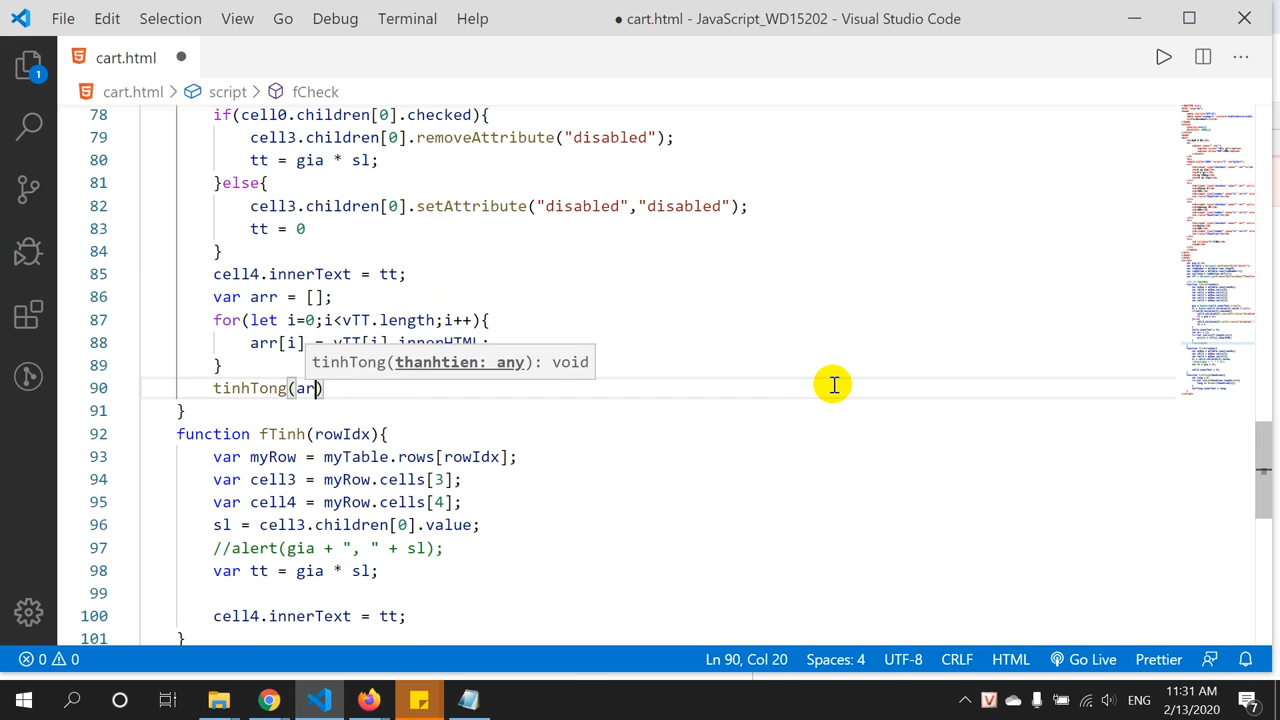 File Edit Selection View Go Debug Terminal Help ● cart.html - JavaScript_WD15202 - Visual Studio Code
cart.html
cart.html > script > fCheck
1
78 if(cell0.children[0].checked){
79 cell3.children[0].removeAttribute("disabled");
80 tt = gia * sl;
81 }else{
82 cell3.children[0].setAttribute("disabled","disabled");
83 tt = 0
84 }
85 cell4.innerText = tt;
86 var arr = [];
87 for(let i=0;i<vTT.length;i++){
88 arr[i] = vTT[i].innerHTML;
tinhTong(thanhtien: any): void
89 }
90 tinhTong(ar)
91 }
92 function fTinh(rowIdx){
93 var myRow = myTable.rows[rowIdx];
94 var cell3 = myRow.cells[3];
95 var cell4 = myRow.cells[4];
96 sl = cell3.children[0].value;
97 //alert(gia + ", " + sl);
98 var tt = gia * sl;
99
100 cell4.innerText = tt;
101 }
0 0 Ln 90, Col 20 Spaces: 4 UTF-8 CRLF HTML Go Live Prettier
ENG 11:31 AM
2/13/2020 7